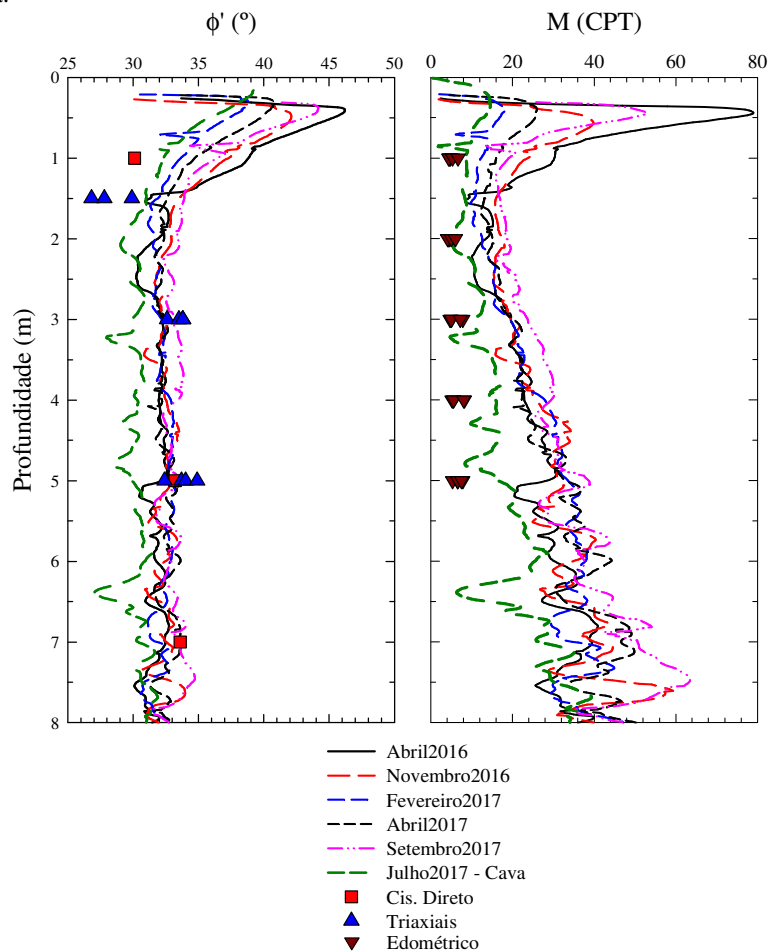 ϕ' (º)
M (CPT)
25 30 35 40 45 50
0 20 40 60 80
0
1
2
3
4
5
6
7
8
Profundidade (m)
Abril2016
Novembro2016
Fevereiro2017
Abril2017
Setembro2017
Julho2017 - Cava
Cis. Direto
Triaxiais
Edométrico